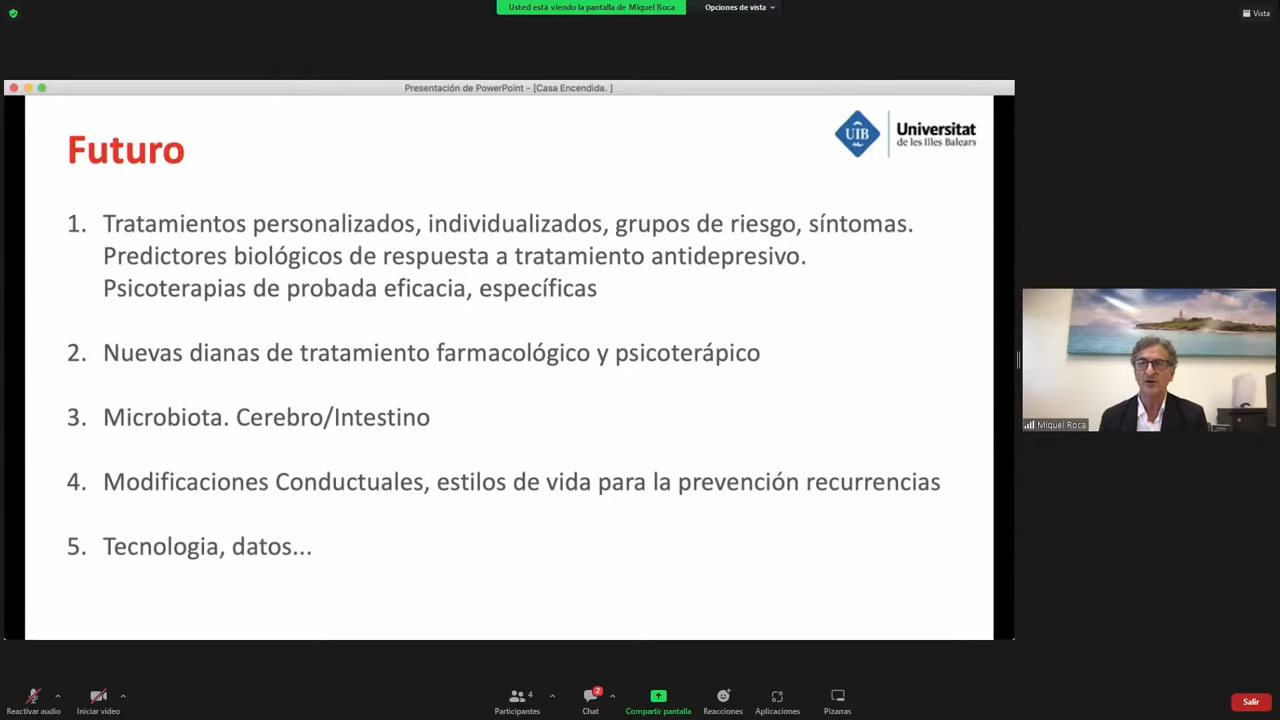 Usted está viendo la pantalla de Miquel Roca
Opciones de vista
Vista
Presentación de PowerPoint - [Casa Encendida. ]
Futuro
UIB
Universitat
de les Illes Balears
1. Tratamientos personalizados, individualizados, grupos de riesgo, síntomas.
Predictores biológicos de respuesta a tratamiento antidepresivo.
Psicoterapias de probada eficacia, específicas
2. Nuevas dianas de tratamiento farmacológico y psicoterápico
3. Microbiota. Cerebro/Intestino
4. Modificaciones Conductuales, estilos de vida para la prevención recurrencias
5. Tecnologia, datos...
Miquel Roca
4
2
Reactivar audio
Iniciar vídeo
Participantes
Chat
Compartir pantalla
Reacciones
Aplicaciones
Pizarras
Salir